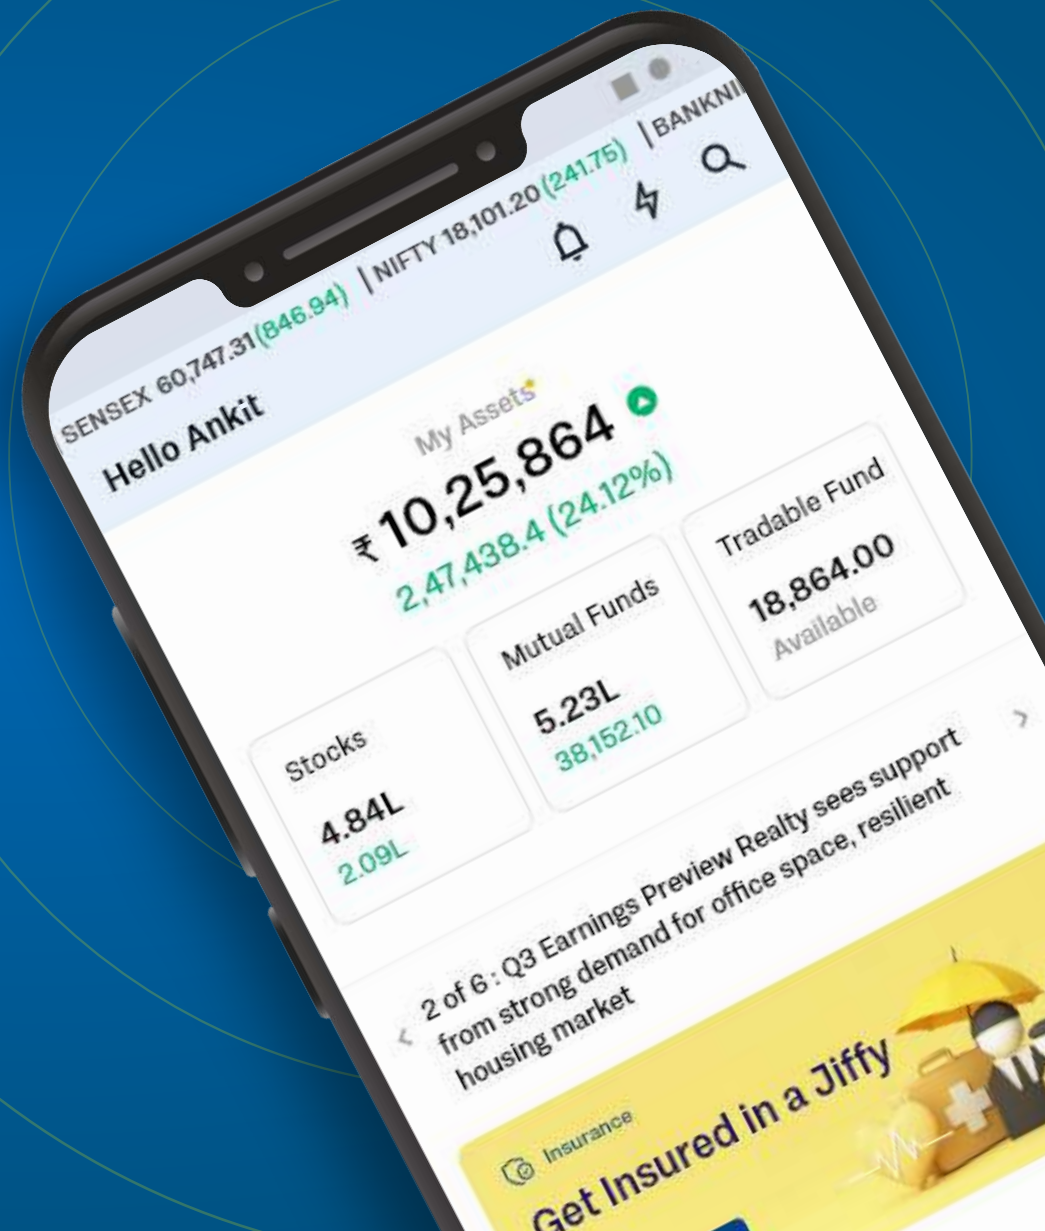 SENSEX 60,747.31(846.94) | NIFTY 18,101.20(241.75) |
Hello Ankit
My Assets
₹ 10,25,864
2,47,438.4 (24.12%)
Stocks
4.84L
2.09L
Mutual Funds
5.23L
38,152.10
Tradable Fund
18,864.00
Available
< >
2 of 6 : Q3 Earnings Preview Realty sees support
from strong demand for office space, resilient
housing market
Insurance
Get Insured in a Jiffy